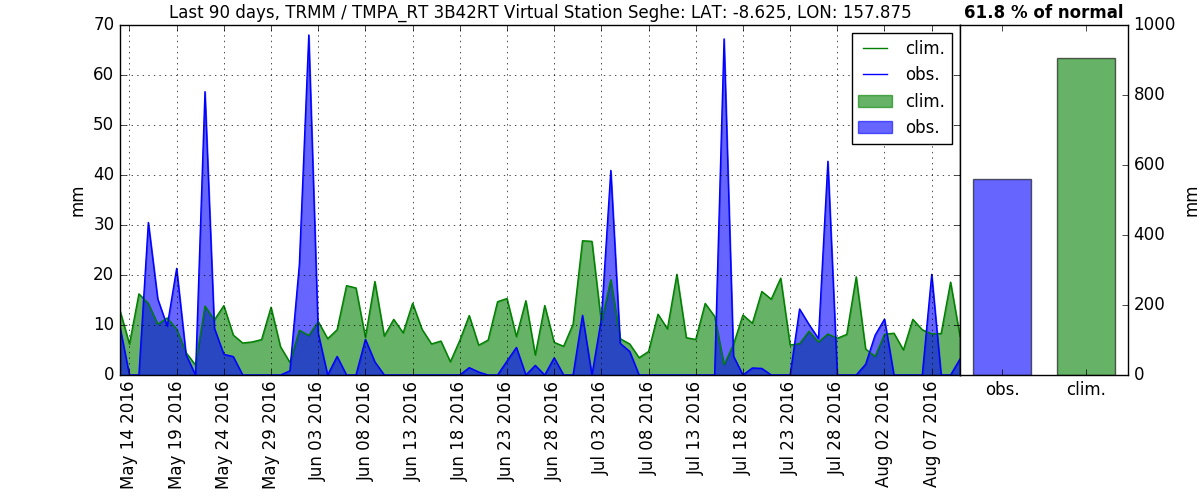 Last 90 days, TRMM / TMPA_RT 3B42RT Virtual Station Seghe: LAT: -8.625, LON: 157.875
61.8 % of normal
70
60
50
40
30
20
10
0
mm
clim.
obs.
clim.
obs.
May 14 2016
May 19 2016
May 24 2016
May 29 2016
Jun 03 2016
Jun 08 2016
Jun 13 2016
Jun 18 2016
Jun 23 2016
Jun 28 2016
Jul 03 2016
Jul 08 2016
Jul 13 2016
Jul 18 2016
Jul 23 2016
Jul 28 2016
Aug 02 2016
Aug 07 2016
1000
800
600
400
200
0
mm
obs.
clim.